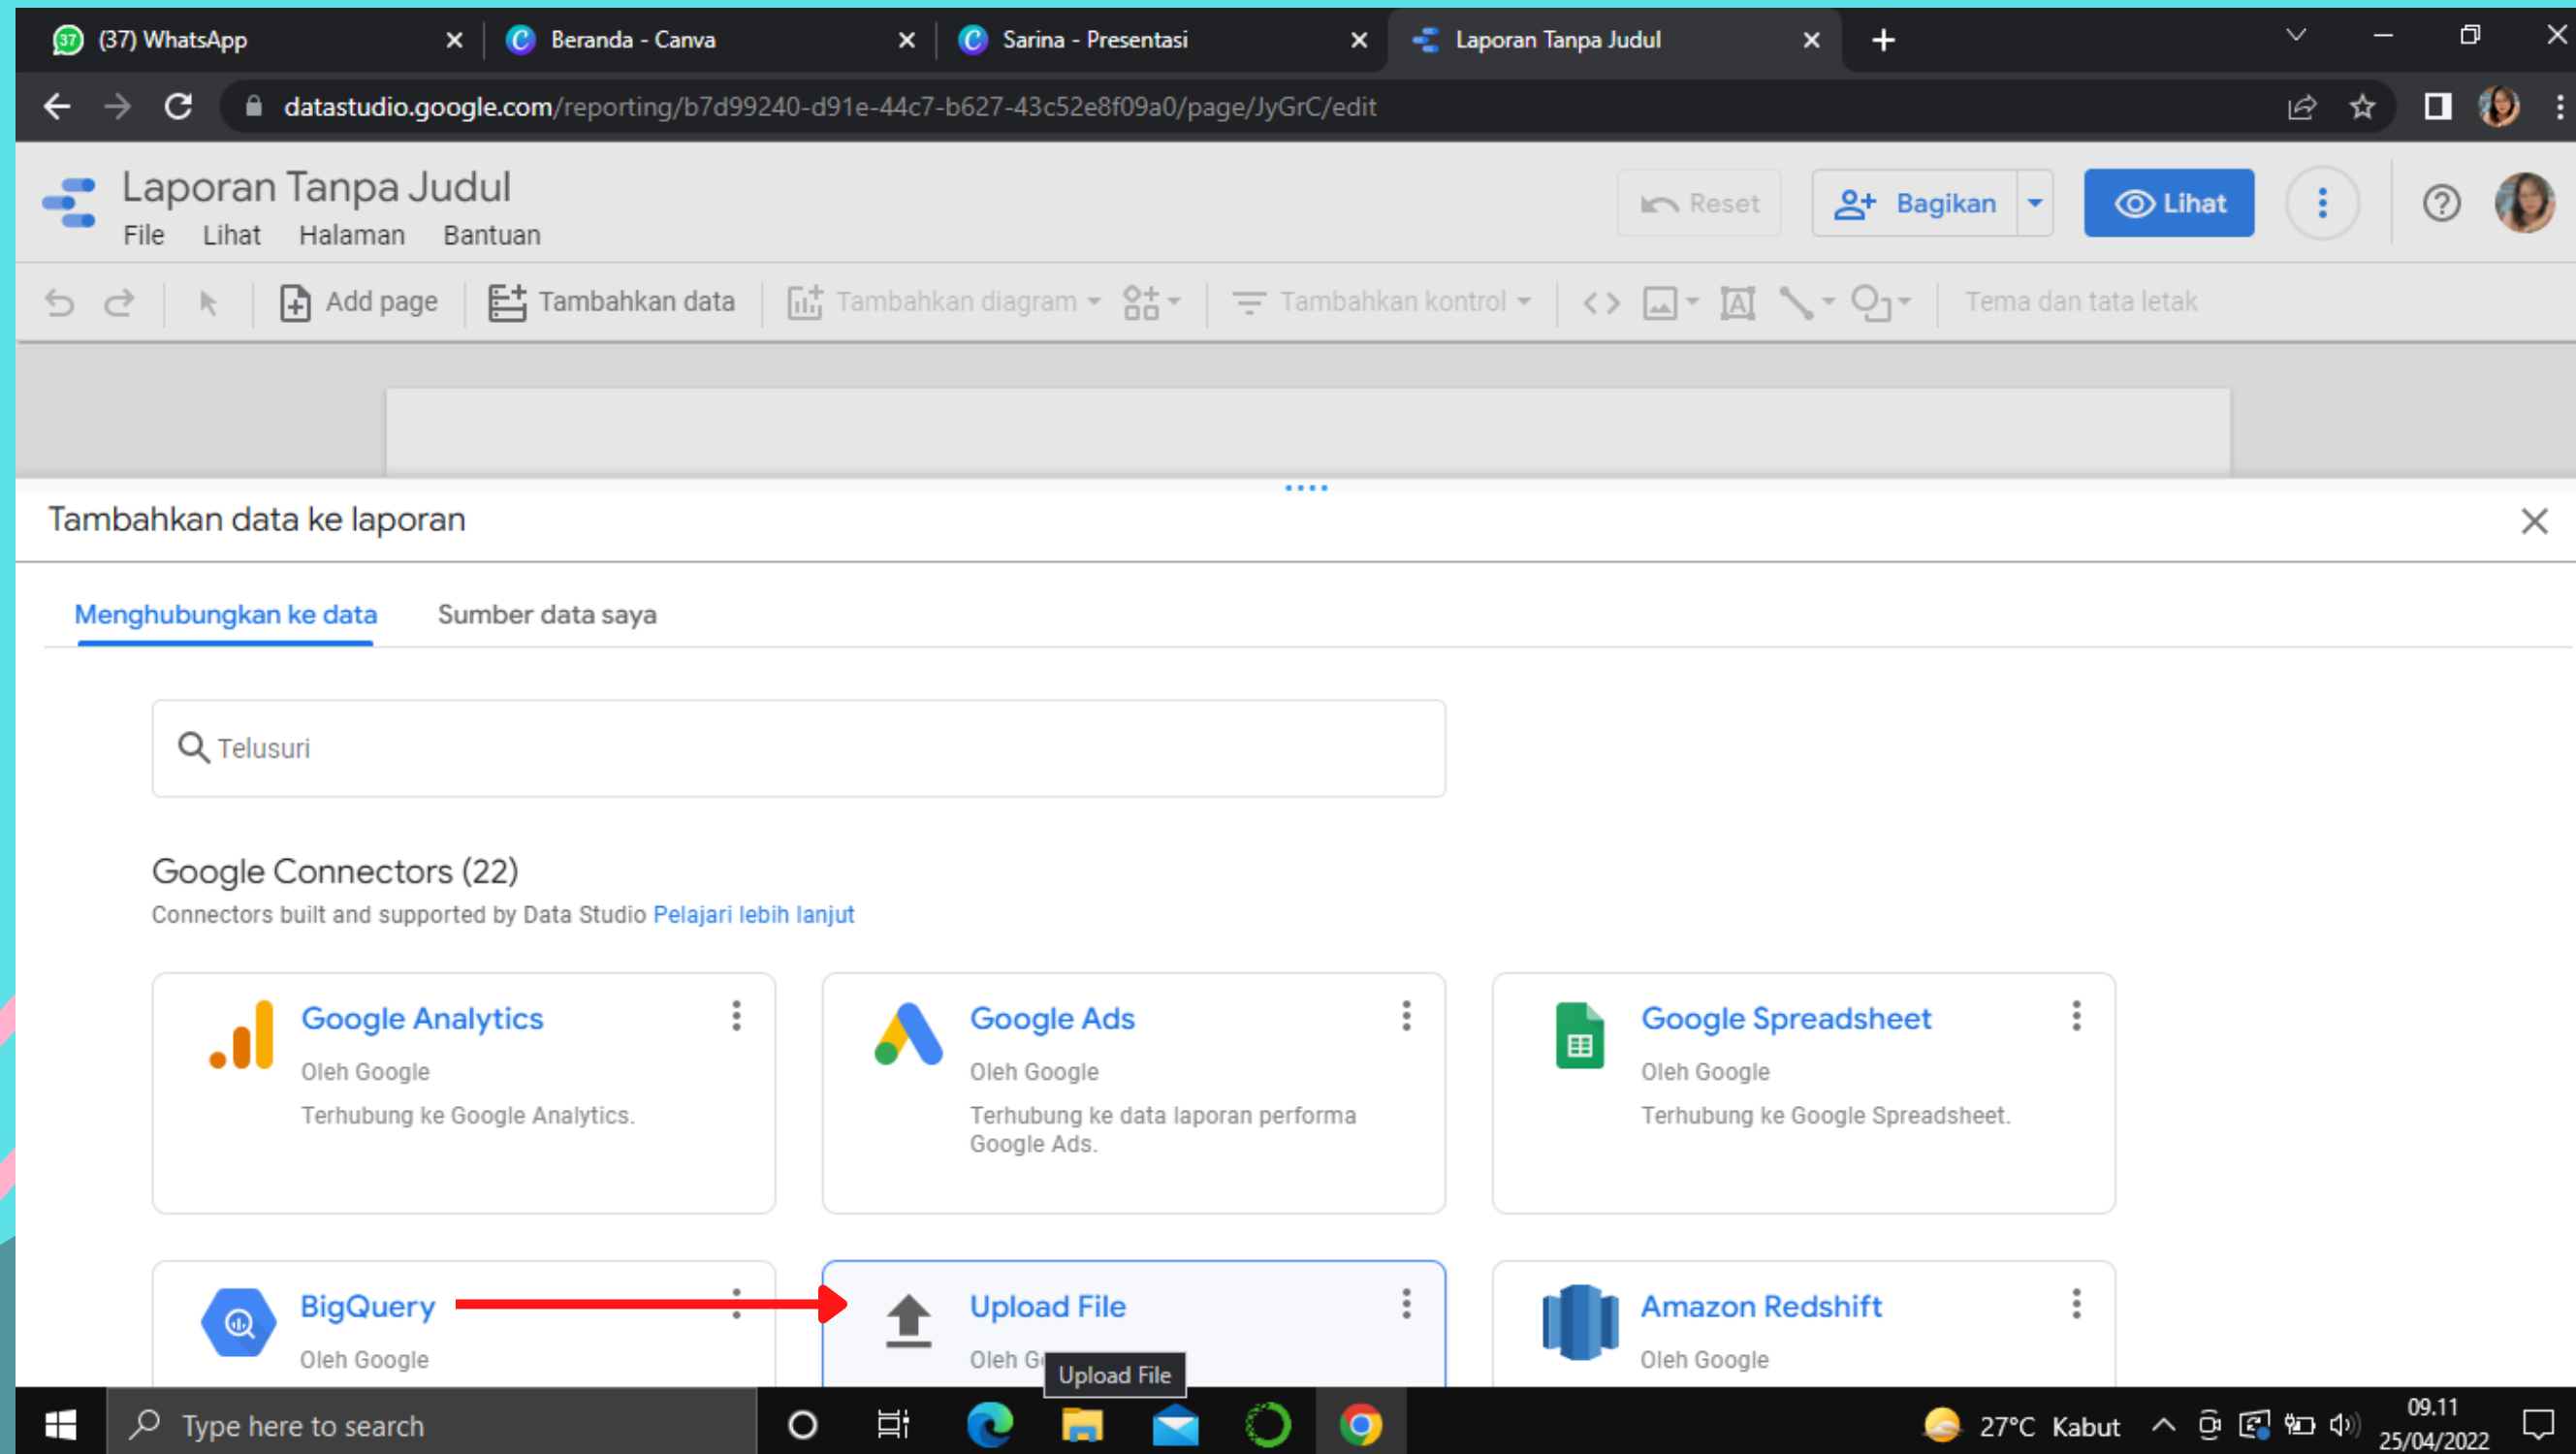 37 (37) WhatsApp
Beranda - Canva
Sarina - Presentasi
Laporan Tanpa Judul
datastudio.google.com/reporting/b7d99240-d91e-44c7-b627-43c52e8f09a0/page/JyGrC/edit
Laporan Tanpa Judul
File Lihat Halaman Bantuan
Reset Bagikan Lihat
Add page Tambahkan data Tambahkan diagram Tambahkan kontrol Tema dan tata letak
Tambahkan data ke laporan
Menghubungkan ke data Sumber data saya
Telusuri
Google Connectors (22)
Connectors built and supported by Data Studio Pelajari lebih lanjut
Google Analytics
Oleh Google
Terhubung ke Google Analytics.
Google Ads
Oleh Google
Terhubung ke data laporan performa
Google Ads.
Google Spreadsheet
Oleh Google
Terhubung ke Google Spreadsheet.
BigQuery
Oleh Google
Upload File
Oleh
Upload File
Amazon Redshift
Oleh Google
Type here to search
27°C Kabut
09.11
25/04/2022